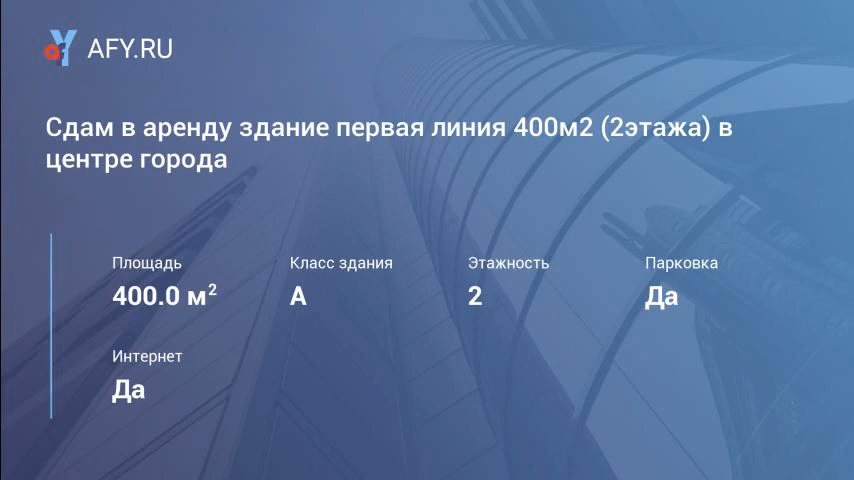 AFY.RU
Сдам в аренду здание первая линия 400м2 (2этажа) в
центре города
Площадь
400.0 м²
Класс здания
A
Этажность
2
Парковка
Да
Интернет
Да